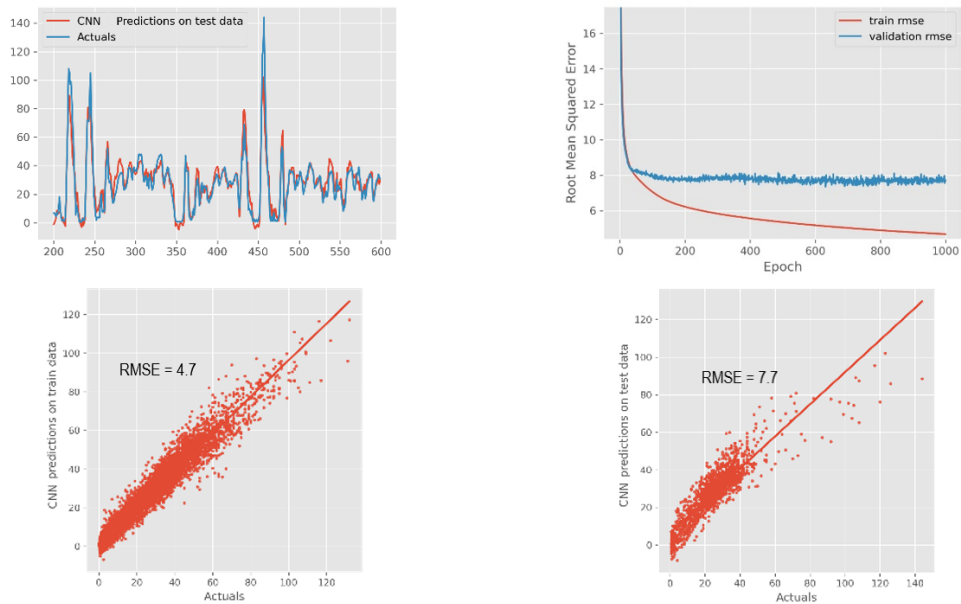 CNN Predictions on test data
Actuals
140
120
100
80
60
40
20
0
200 250 300 350 400 450 500 550 600
train rmse
validation rmse
Root Mean Squared Error
16
14
12
10
8
6
0 200 400 600 800 1000
Epoch
CNN predictions on train data
120
100
80
60
40
20
0
RMSE = 4.7
0 20 40 60 80 100 120
Actuals
CNN predictions on test data
120
100
80
60
40
20
0
RMSE = 7.7
0 20 40 60 80 100 120 140
Actuals